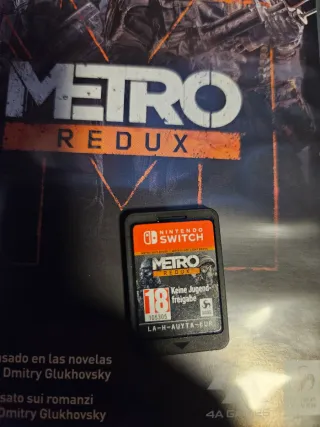 METRO
REDUX
NINTENDO
SWITCH
METRO
REDUX
18
Keine Jugend-
freigabe
LA-H-AUYTA-EUR
asado en las novelas
Dmitry Glukhovsky
sato sui romanzi
Dmitry Glukhovsky
4A GAMES